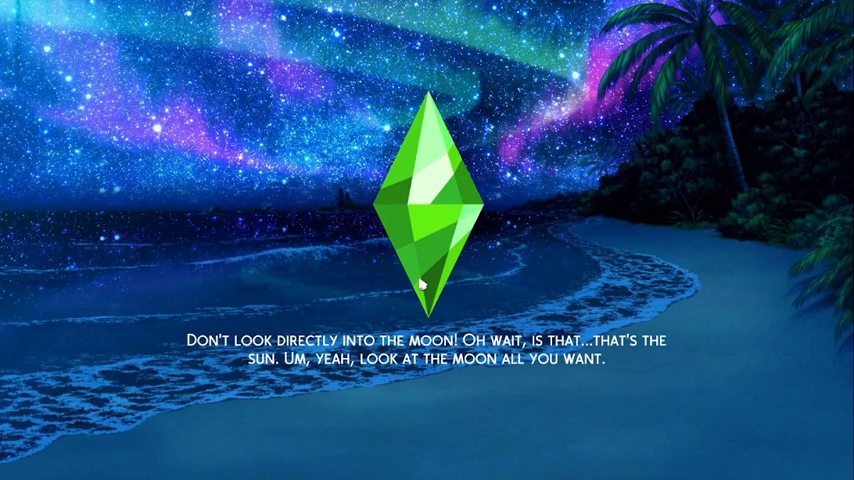 Don't look directly into the moon! Oh wait, is that...that's the
sun. Um, yeah, look at the moon all you want.